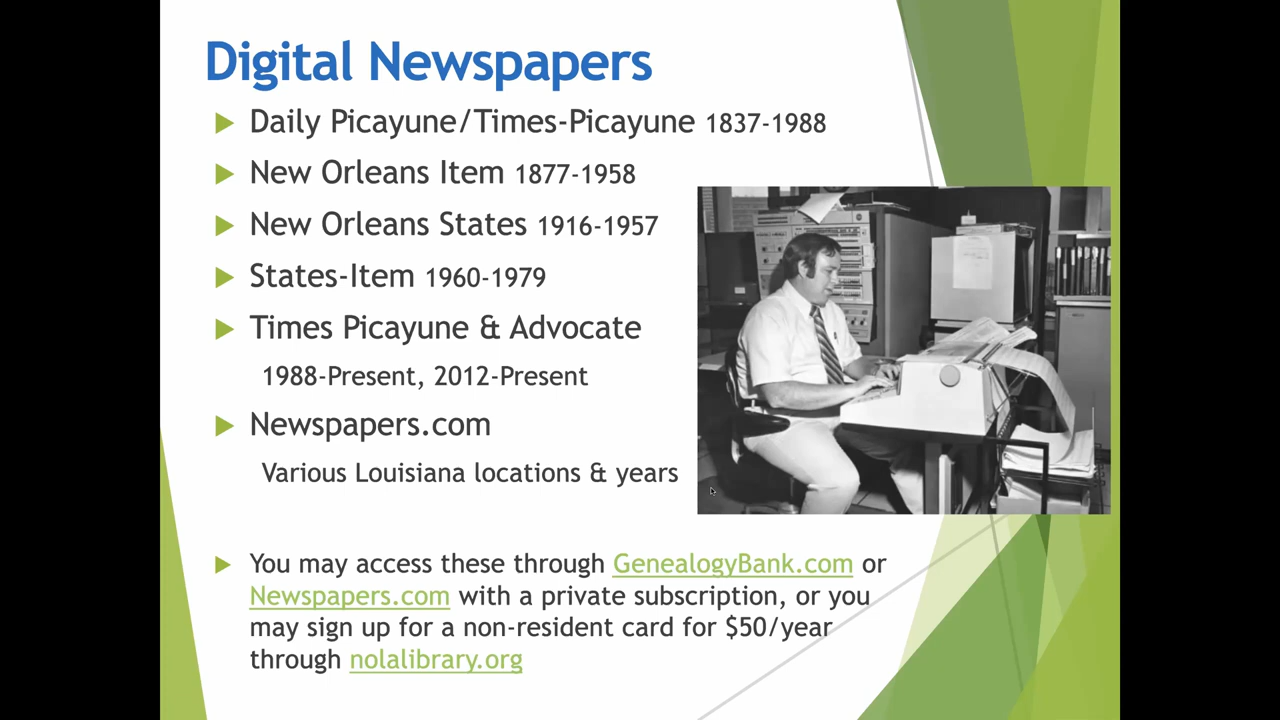 Digital Newspapers
Daily Picayune/Times-Picayune 1837-1988
New Orleans Item 1877-1958
New Orleans States 1916-1957
States-Item 1960-1979
Times Picayune & Advocate
1988-Present, 2012-Present
Newspapers.com
Various Louisiana locations & years
You may access these through GenealogyBank.com or
Newspapers.com with a private subscription, or you
may sign up for a non-resident card for $50/year
through nolalibrary.org